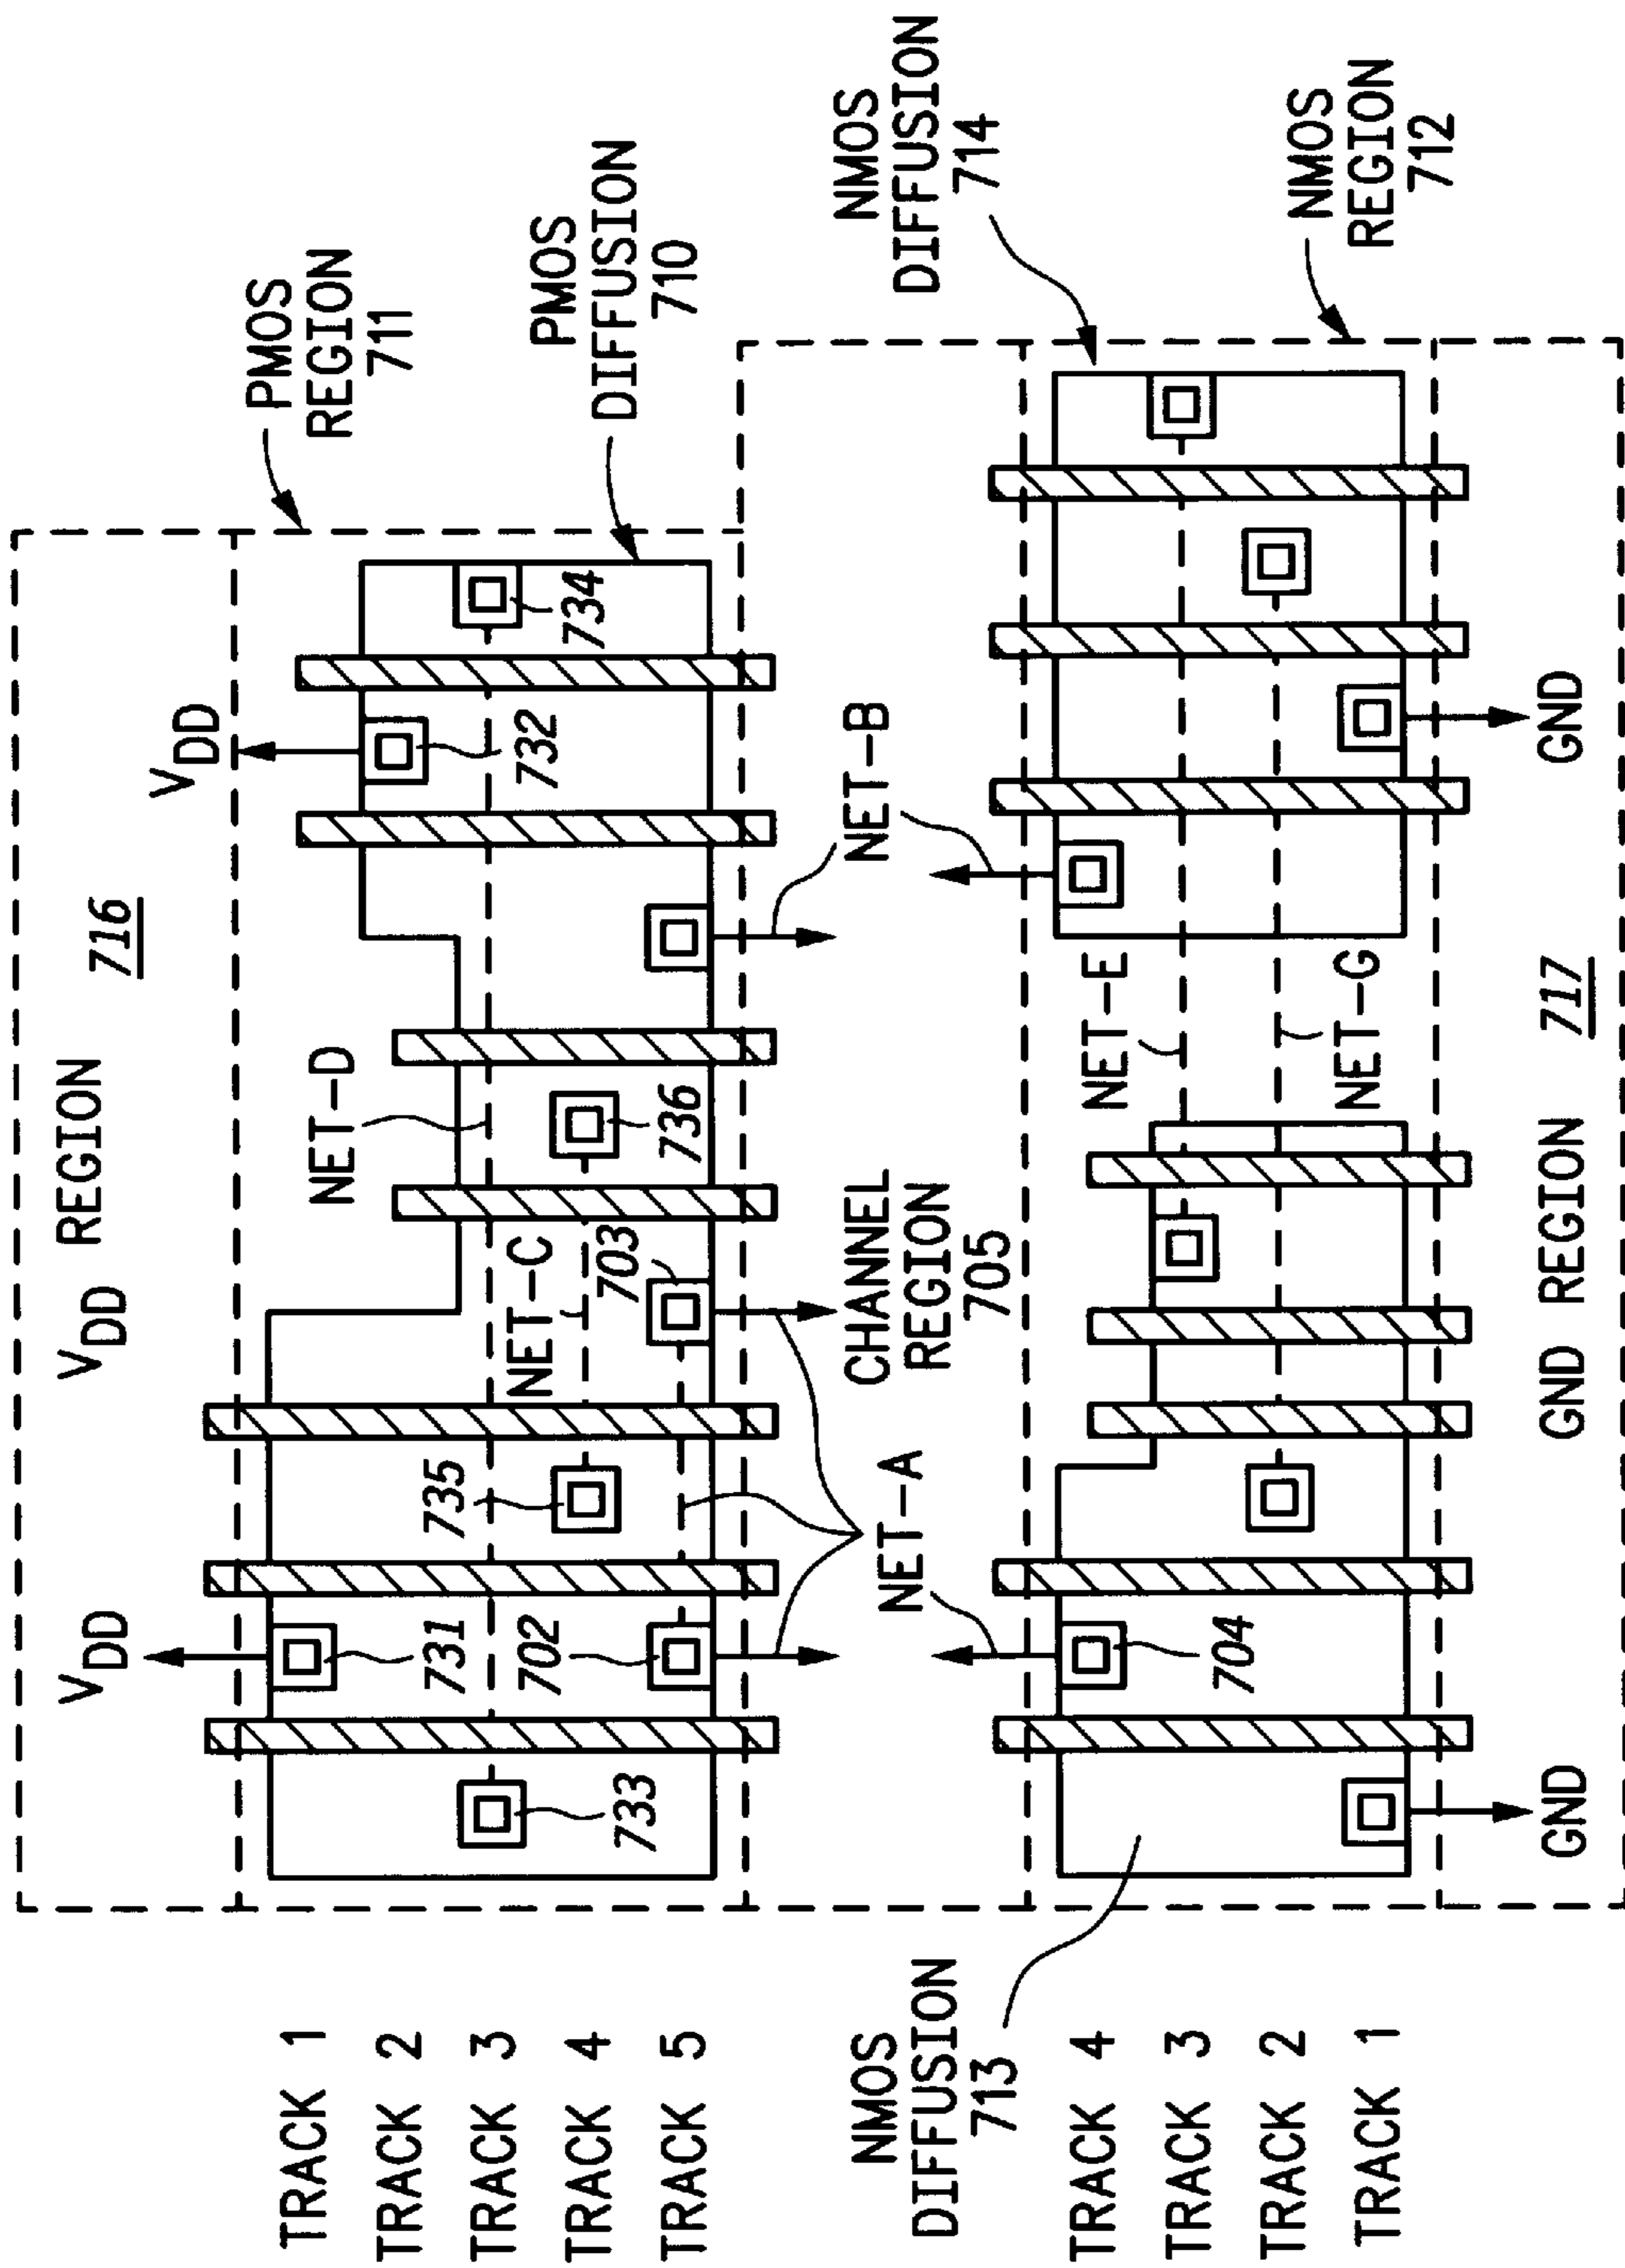 VDD REGION
716
VDD
VDD
PMOS
REGION
711
PMOS
DIFFUSION
710
TRACK 1
TRACK 2
TRACK 3
TRACK 4
TRACK 5
731
732
NET-D
734
735
702
NET-C
703
736
733
NET-A
CHANNEL
REGION
705
NET-B
NMOS
DIFFUSION
714
NMOS
REGION
712
NMOS
DIFFUSION
713
TRACK 4
TRACK 3
TRACK 2
TRACK 1
704
NET-E
NET-G
GND
GND REGION
717
GND